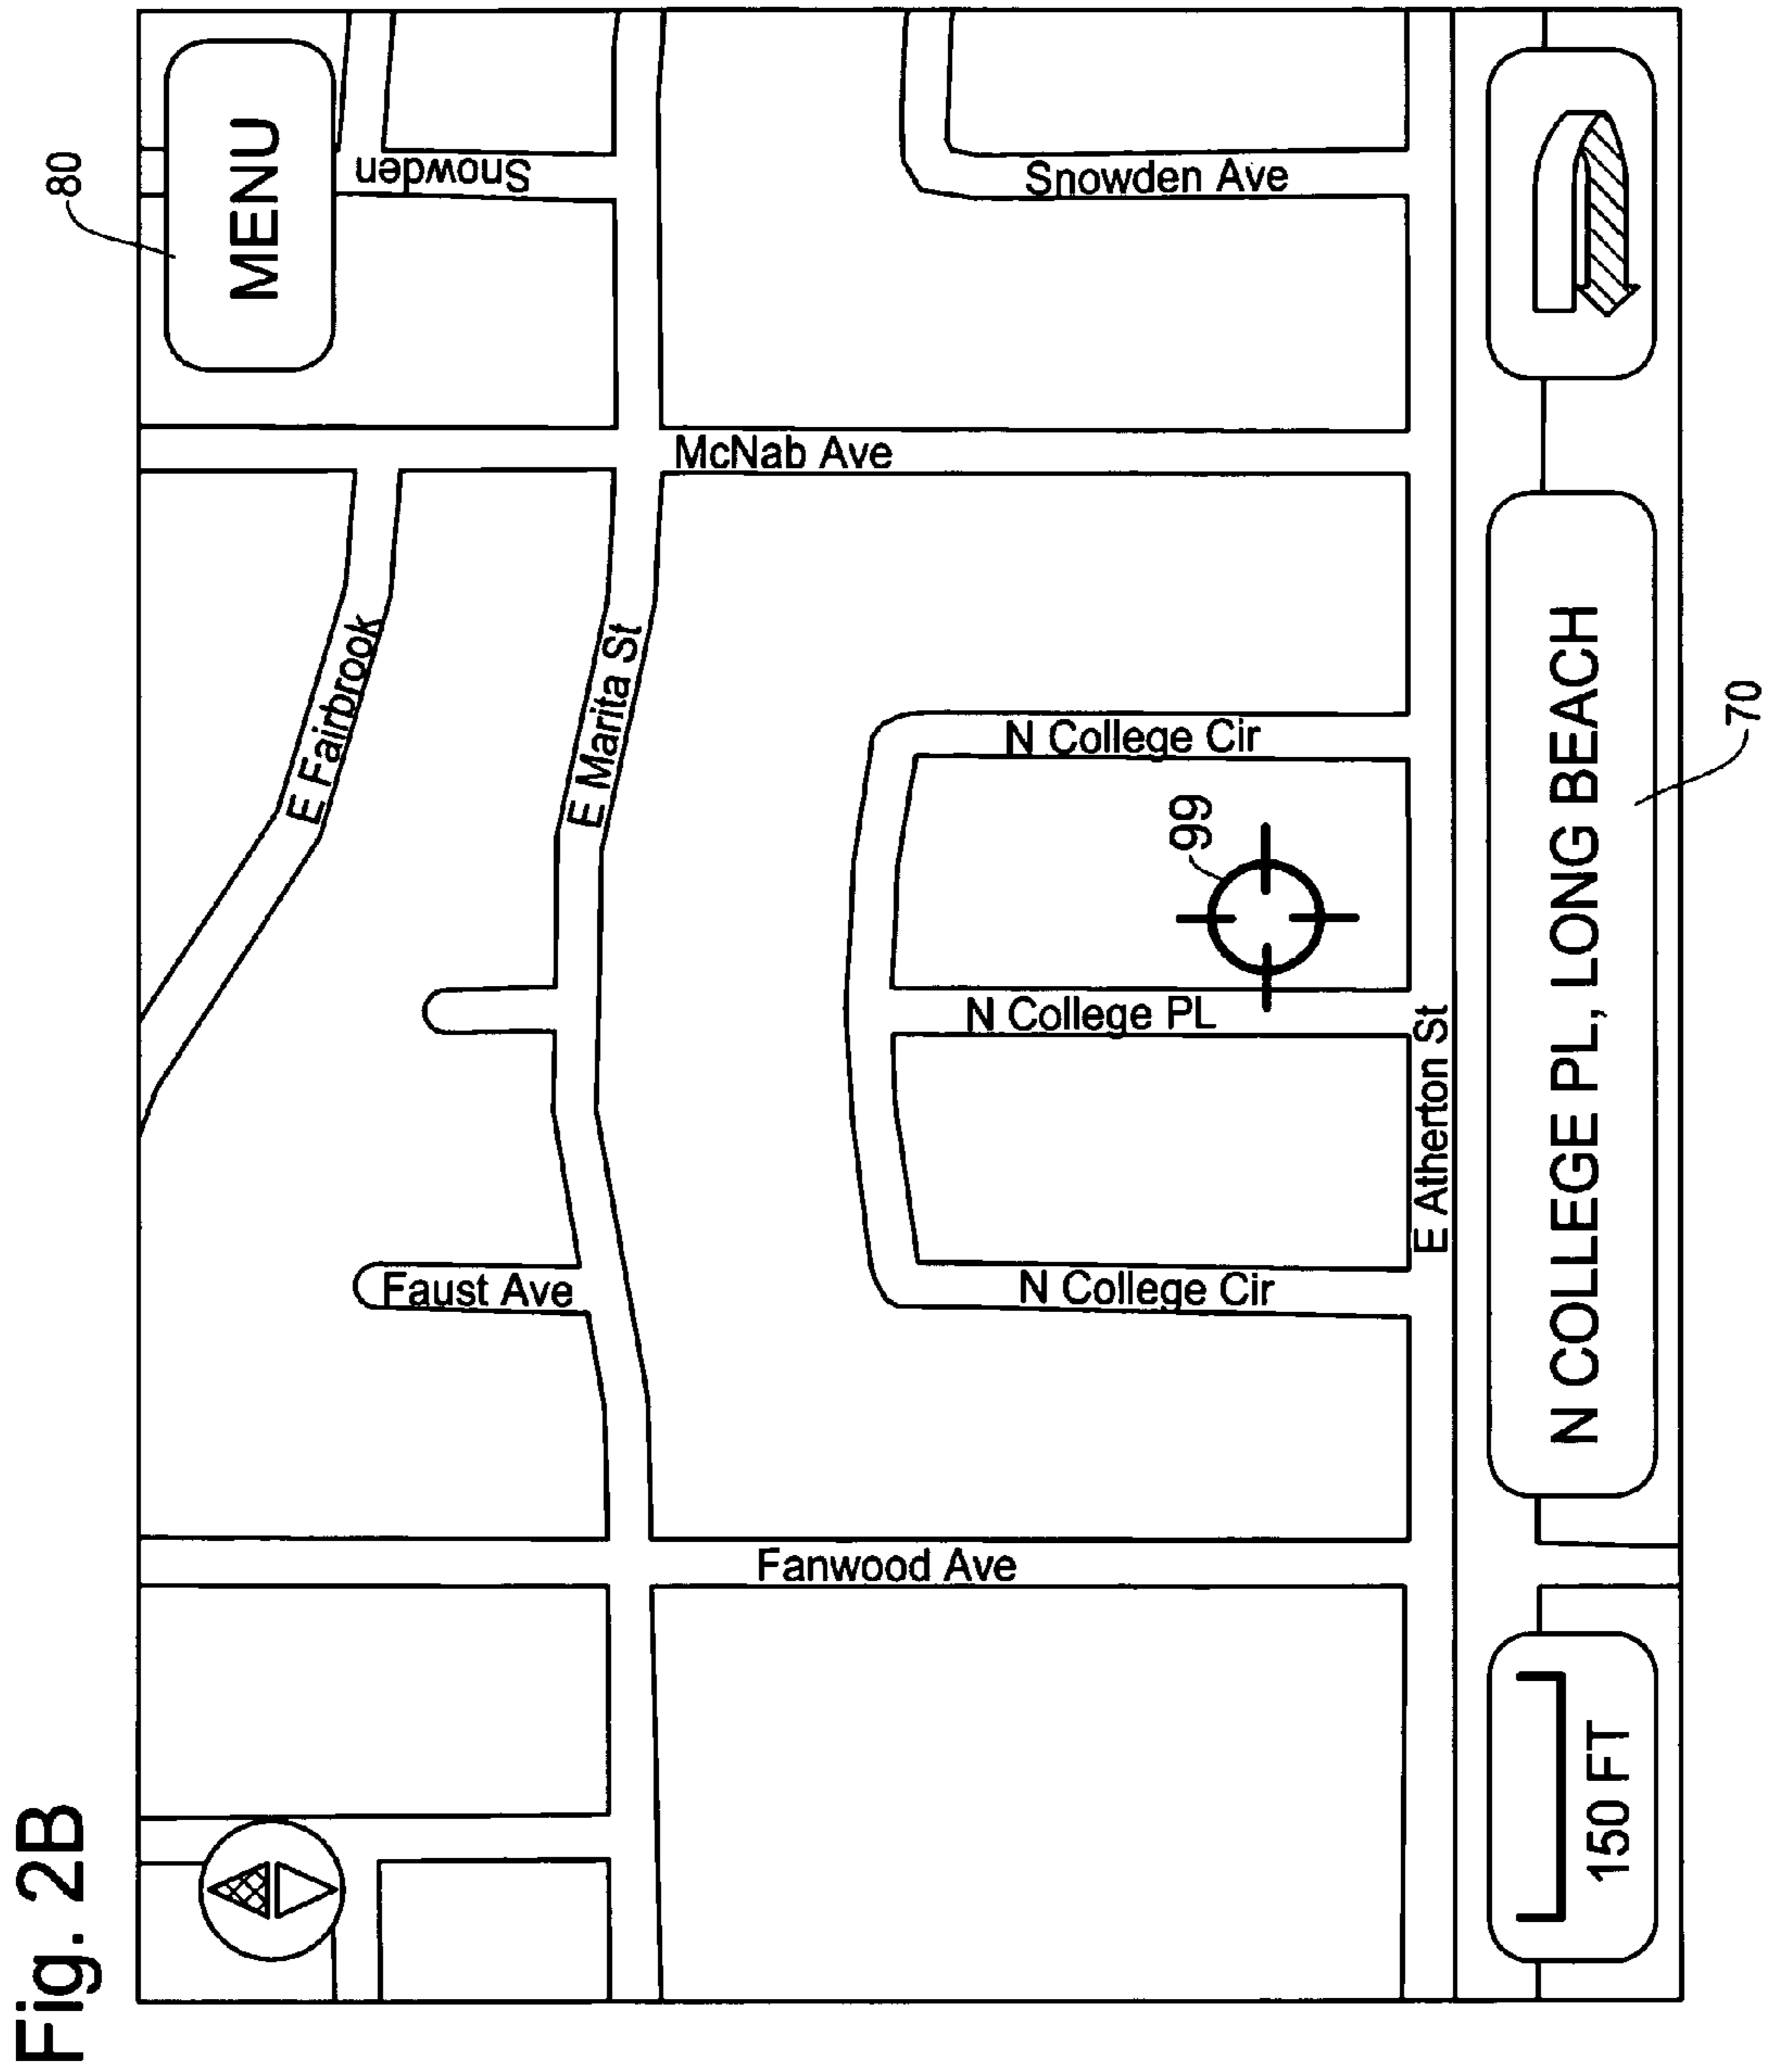 Fig. 2B
80
MENU
Snowden
Snowden Ave
McNab Ave
E Fairbrook
E Marita St
N College Cir
99
N College PL
E Atherton St
Faust Ave
N College Cir
Fanwood Ave
150 FT
N COLLEGE PL, LONG BEACH
70